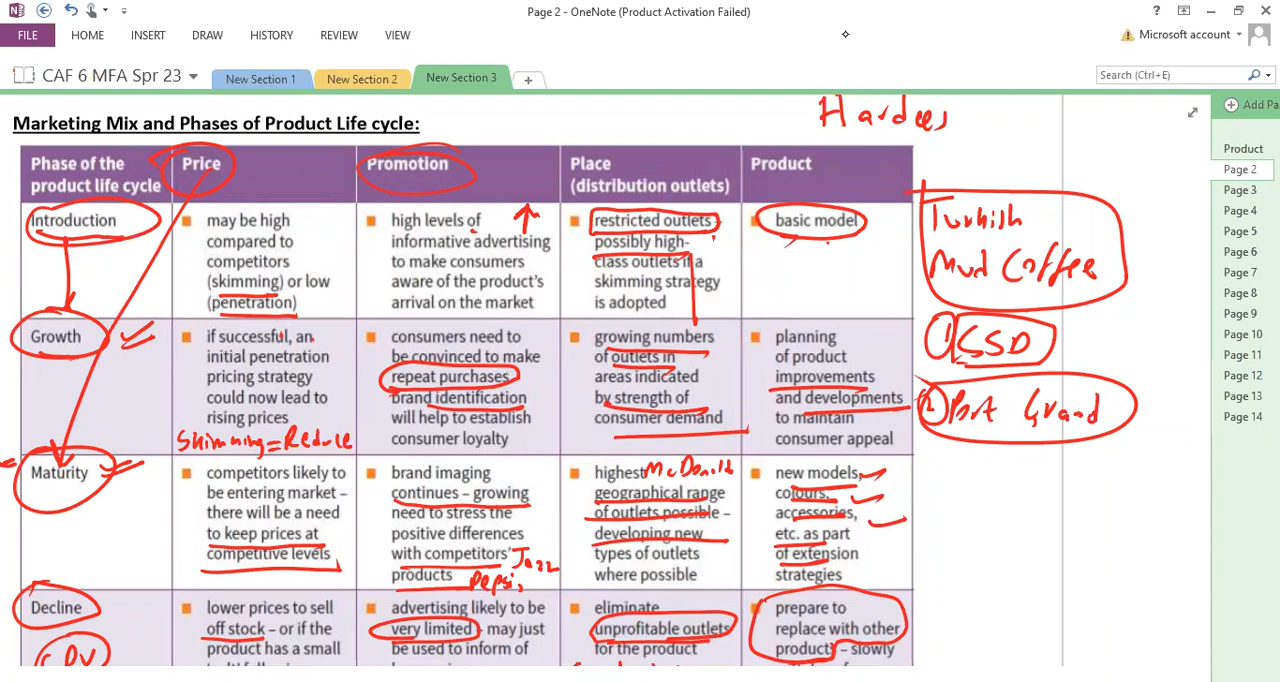 Page 2 - OneNote (Product Activation Failed)
FILE HOME INSERT DRAW HISTORY REVIEW VIEW
Microsoft account
CAF 6 MFA Spr 23
New Section 1
New Section 2
New Section 3
Search (Ctrl+E)
Add Pa
Product
Page 2
Page 3
Page 4
Page 5
Page 6
Page 7
Page 8
Page 9
Page 10
Page 11
Page 12
Page 13
Page 14
Marketing Mix and Phases of Product Life cycle:
Hardees
Phase of the
product life cycle
Price
Promotion
Place
(distribution outlets)
Product
Introduction
may be high
compared to
competitors
(skimming) or low
(penetration)
high levels of
informative advertising
to make consumers
aware of the product's
arrival on the market
restricted outlets -
possibly high-
class outlets if a
skimming strategy
is adopted
basic model
Turkish
Mud Coffee
Growth
if successful, an
initial penetration
pricing strategy
could now lead to
rising prices
Skimming = Reduce
consumers need to
be convinced to make
repeat purchases
brand identification
will help to establish
consumer loyalty
growing numbers
of outlets in
areas indicated
by strength of
consumer demand
planning
of product
improvements
and developments
to maintain
consumer appeal
① SSD
② Port Grand
Maturity
competitors likely to
be entering market –
there will be a need
to keep prices at
competitive levels
brand imaging
continues – growing
need to stress the
positive differences
with competitors'
products
Jazz
Pepsi
highest
McDonald
geographical range
of outlets possible –
developing new
types of outlets
where possible
new models,
colours,
accessories,
etc. as part
of extension
strategies
Decline
lower prices to sell
off stock – or if the
product has a small
advertising likely to be
very limited – may just
be used to inform of
eliminate
unprofitable outlets
for the product
prepare to
replace with other
products – slowly